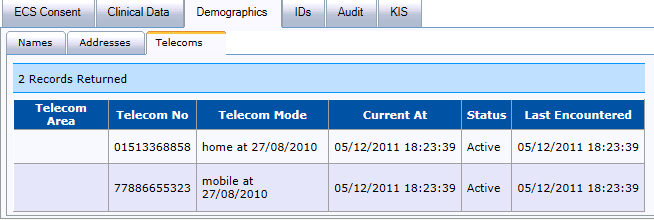 ECS Consent Clinical Data Demographics IDs Audit KIS
Names Addresses Telecoms
2 Records Returned
Telecom Area Telecom No Telecom Mode Current At Status Last Encountered
01513368858 home at 27/08/2010 05/12/2011 18:23:39 Active 05/12/2011 18:23:39
77886655323 mobile at 27/08/2010 05/12/2011 18:23:39 Active 05/12/2011 18:23:39